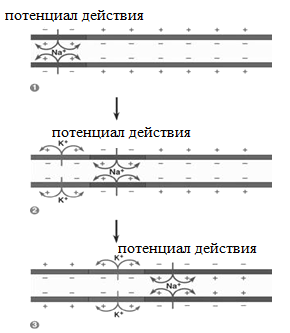 потенциал действия
− − + + + + + +
+ Na⁺ + − − − − − −
+ + − − − − − −
− − + + + + + +
1
потенциал действия
K⁺
+ + − − + + + +
− − + Na⁺ + − − − −
− − + + − − − −
+ + − − + + + +
K⁺
2
потенциал действия
K⁺
+ + + + − − + +
− − − − + Na⁺ + − −
− − − − + + − −
+ + + + − − + +
K⁺
3